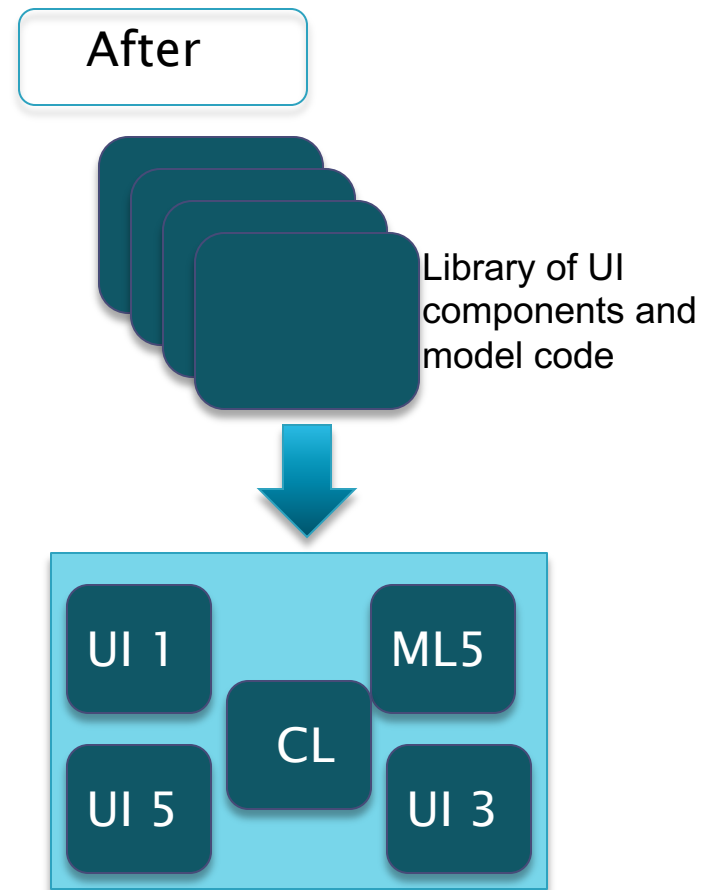 After
Library of UI
components and
model code
UI 1
ML5
CL
UI 5
UI 3